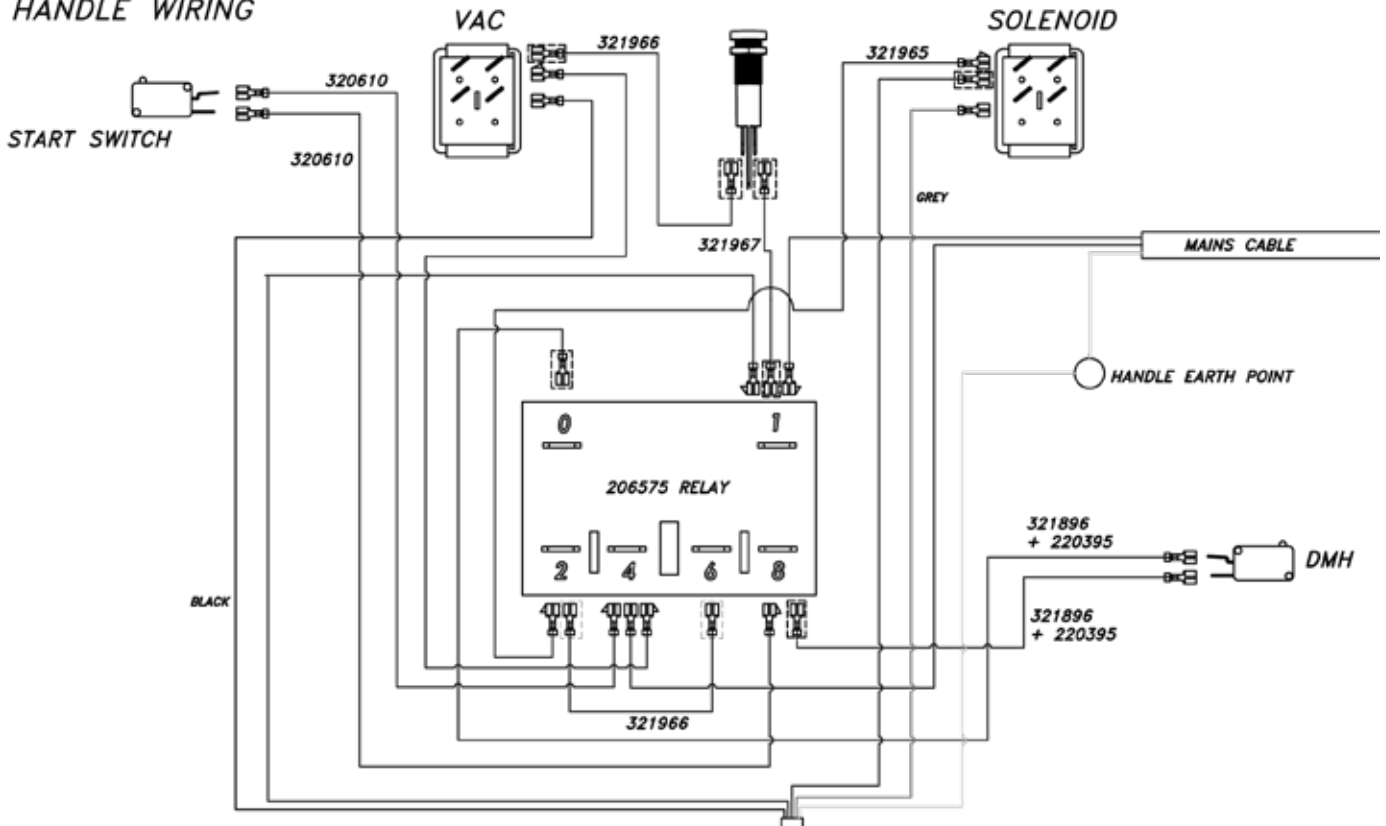 HANDLE WIRING
VAC
SOLENOID
321966
321965
320610
START SWITCH
320610
GREY
321967
MAINS CABLE
HANDLE EARTH POINT
0
1
206575 RELAY
321896
+ 220395
DMH
2
4
6
8
BLACK
321896
+ 220395
321966